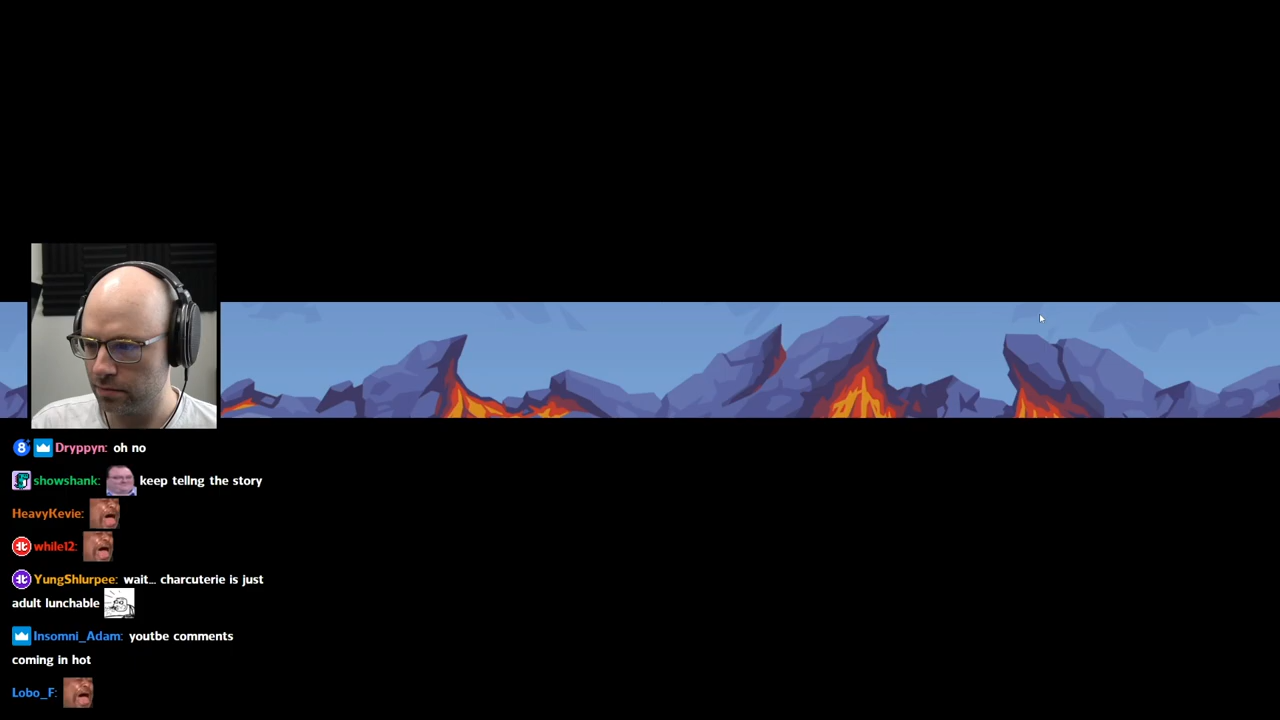 Dryppyn: oh no
showshank: keep tellng the story
HeavyKevie:
while12:
YungShlurpee: wait... charcuterie is just
adult lunchable
Insomni_Adam: youtbe comments
coming in hot
Lobo_F: